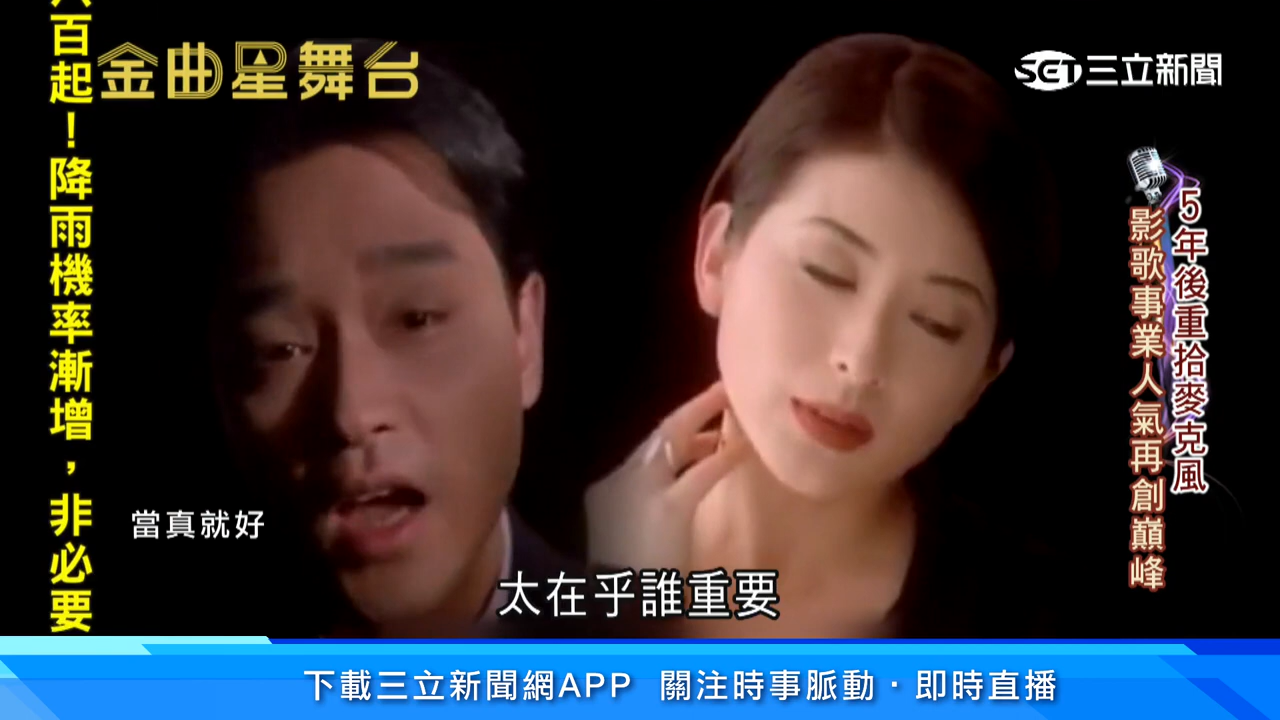 百起！降雨機率漸增，非必要
金曲星舞台
SET三立新聞
5年後重拾麥克風
影歌事業人氣再創巔峰
當真就好
太在乎誰重要
下載三立新聞網APP 關注時事脈動·即時直播